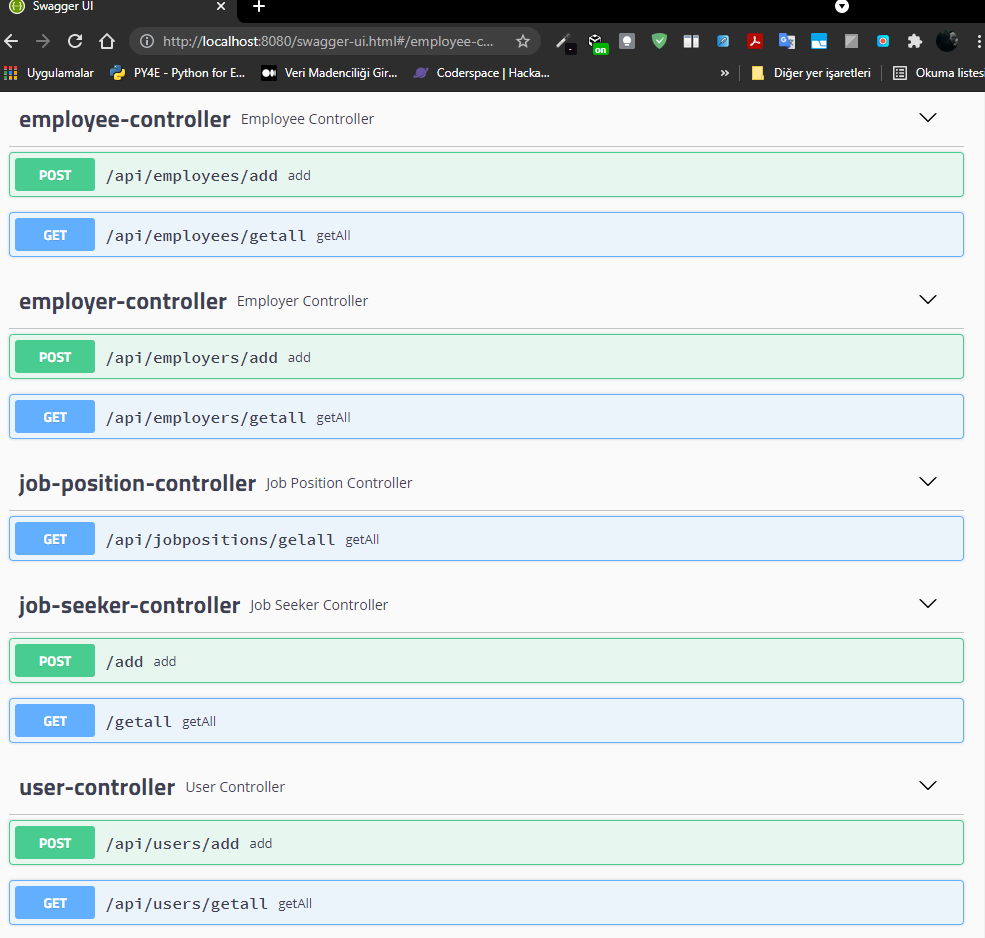 Swagger UI
http://localhost:8080/swagger-ui.html#/employee-c...
on
Uygulamalar PY4E - Python for E... Veri Madenciliği Gir... Coderspace | Hacka... » Diğer yer işaretleri Okuma listes
employee-controller Employee Controller
POST /api/employees/add add
GET /api/employees/getall getAll
employer-controller Employer Controller
POST /api/employers/add add
GET /api/employers/getall getAll
job-position-controller Job Position Controller
GET /api/jobpositions/gelall getAll
job-seeker-controller Job Seeker Controller
POST /add add
GET /getall getAll
user-controller User Controller
POST /api/users/add add
GET /api/users/getall getAll